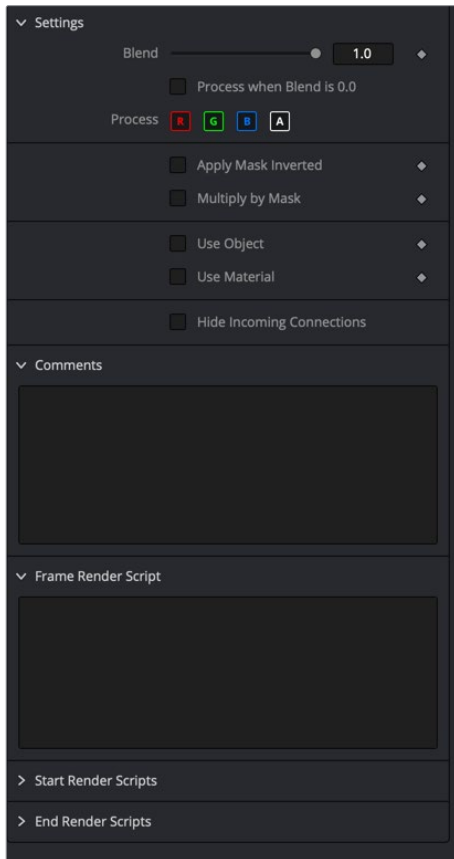 Settings
Blend 1.0
Process when Blend is 0.0
Process R G B A
Apply Mask Inverted
Multiply by Mask
Use Object
Use Material
Hide Incoming Connections
Comments
Frame Render Script
Start Render Scripts
End Render Scripts